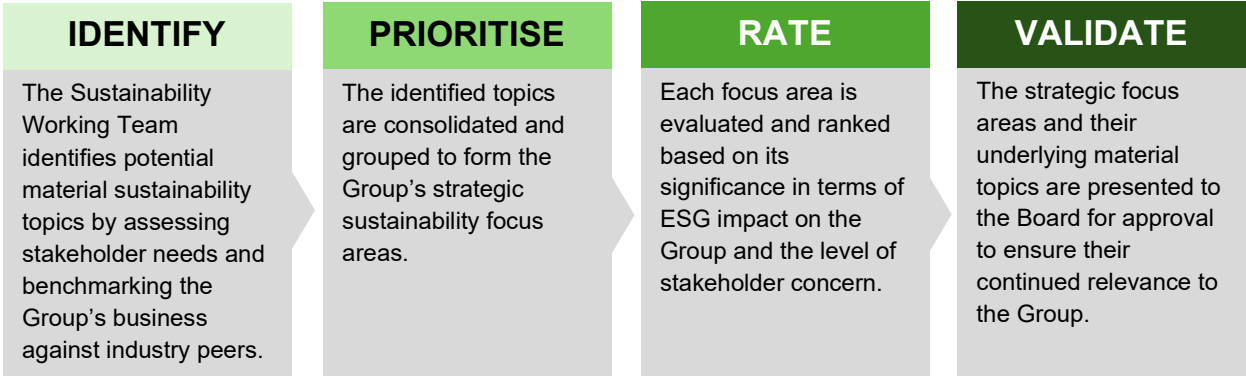 IDENTIFY
The Sustainability
Working Team
identifies potential
material sustainability
topics by assessing
stakeholder needs and
benchmarking the
Group’s business
against industry peers.
PRIORITISE
The identified topics
are consolidated and
grouped to form the
Group’s strategic
sustainability focus
areas.
RATE
Each focus area is
evaluated and ranked
based on its
significance in terms of
ESG impact on the
Group and the level of
stakeholder concern.
VALIDATE
The strategic focus
areas and their
underlying material
topics are presented to
the Board for approval
to ensure their
continued relevance to
the Group.